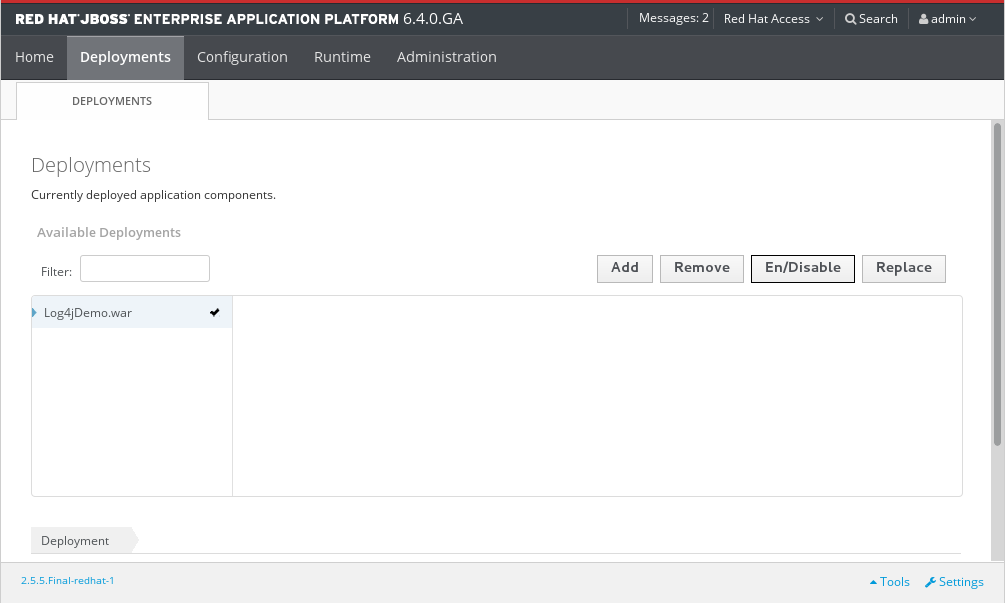 RED HAT JBOSS ENTERPRISE APPLICATION PLATFORM 6.4.0.GA Messages: 2 Red Hat Access Search admin
Home Deployments Configuration Runtime Administration
DEPLOYMENTS
Deployments
Currently deployed application components.
Available Deployments
Filter: Add Remove En/Disable Replace
Log4jDemo.war
Deployment
2.5.5.Final-redhat-1 Tools Settings